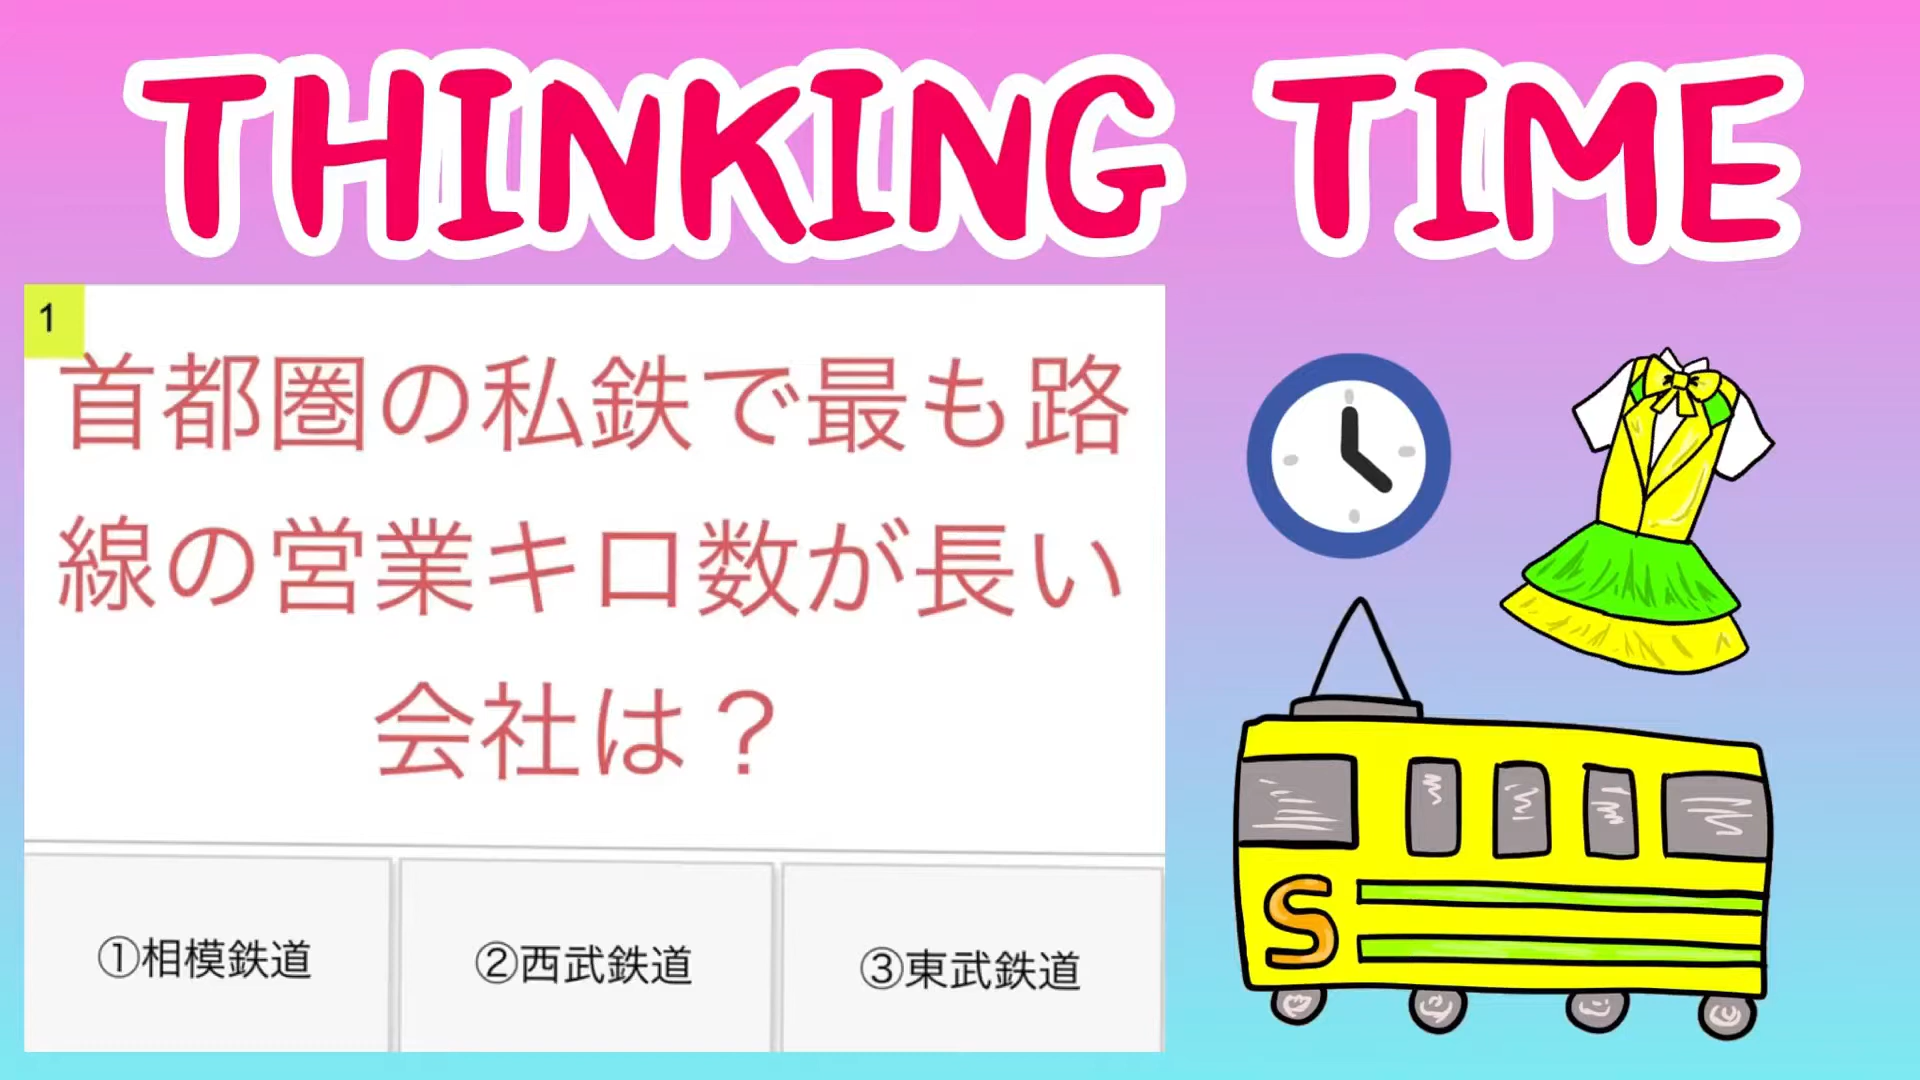 THINKING TIME
1
首都圏の私鉄で最も路
線の営業キロ数が長い
会社は？
①相模鉄道
②西武鉄道
③東武鉄道
S